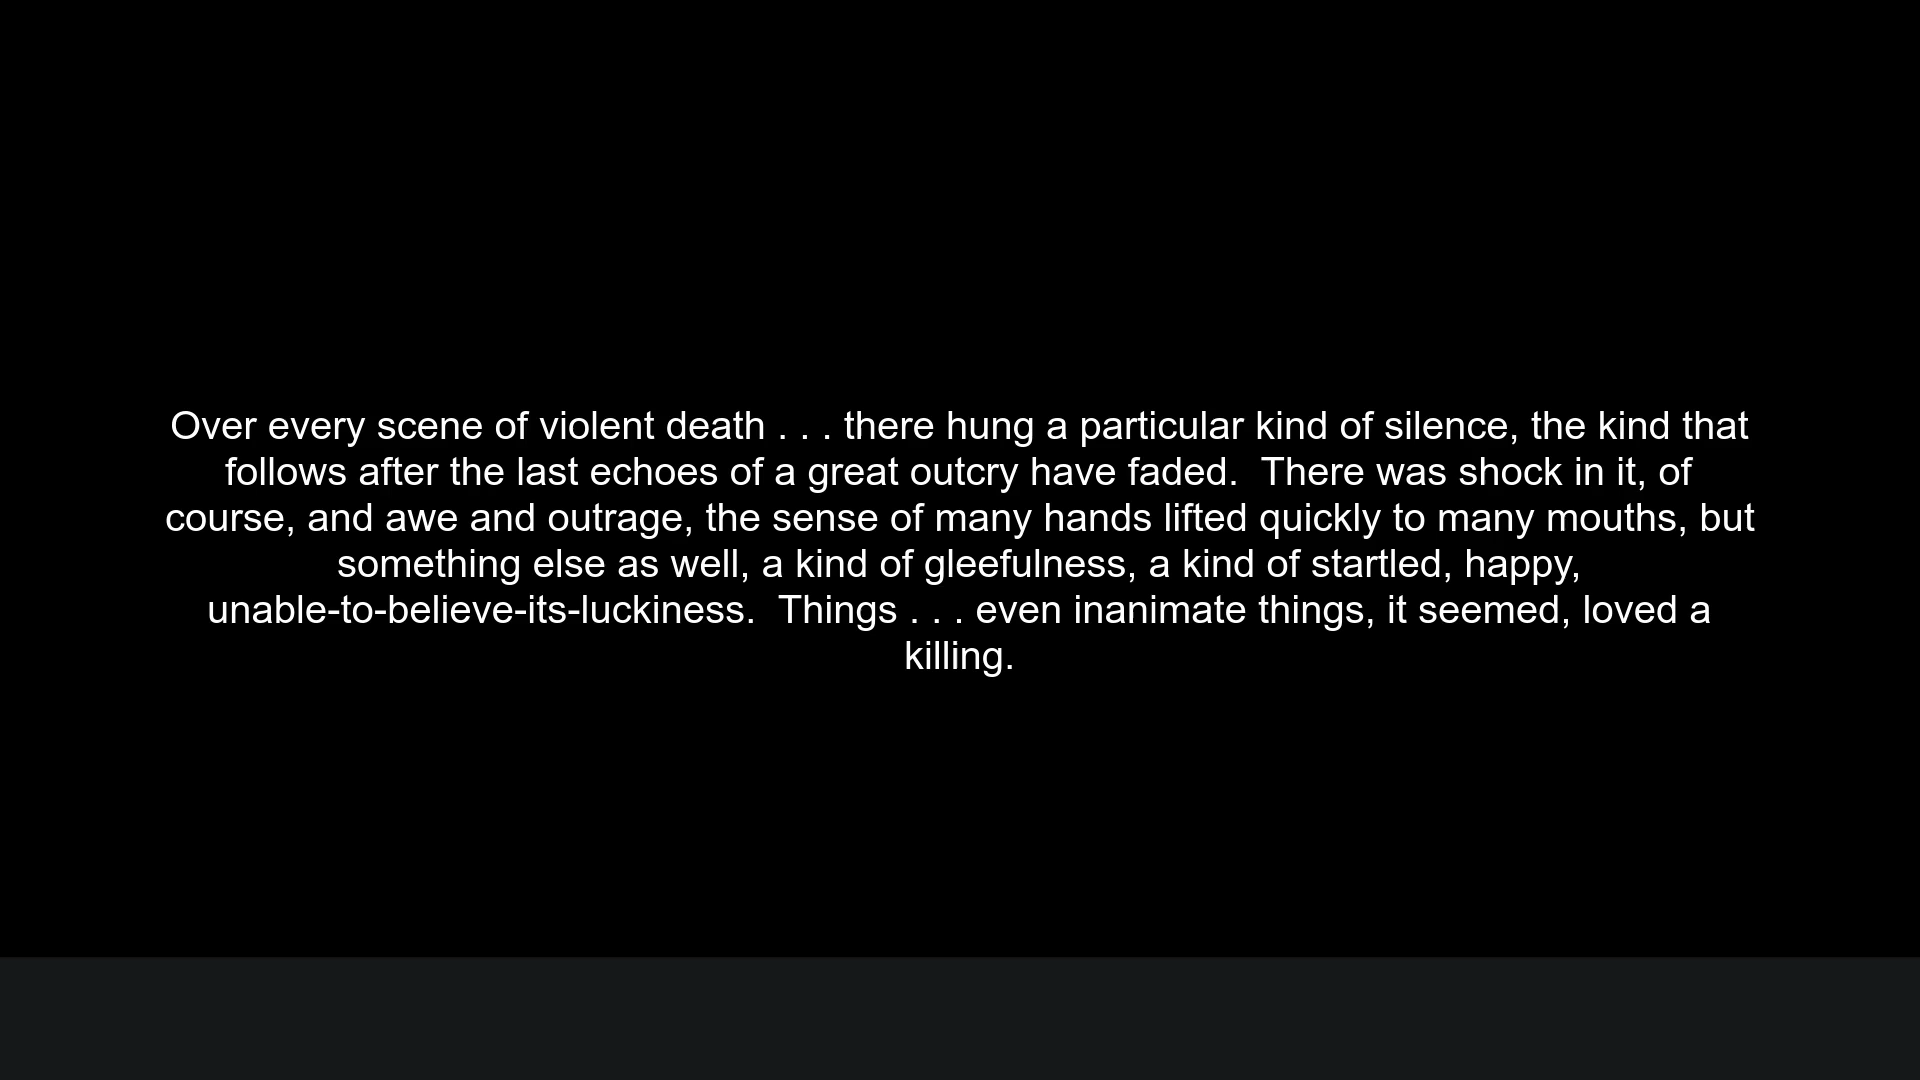 Over every scene of violent death . . . there hung a particular kind of silence, the kind that
follows after the last echoes of a great outcry have faded.  There was shock in it, of
course, and awe and outrage, the sense of many hands lifted quickly to many mouths, but
something else as well, a kind of gleefulness, a kind of startled, happy,
unable-to-believe-its-luckiness.  Things . . . even inanimate things, it seemed, loved a
killing.